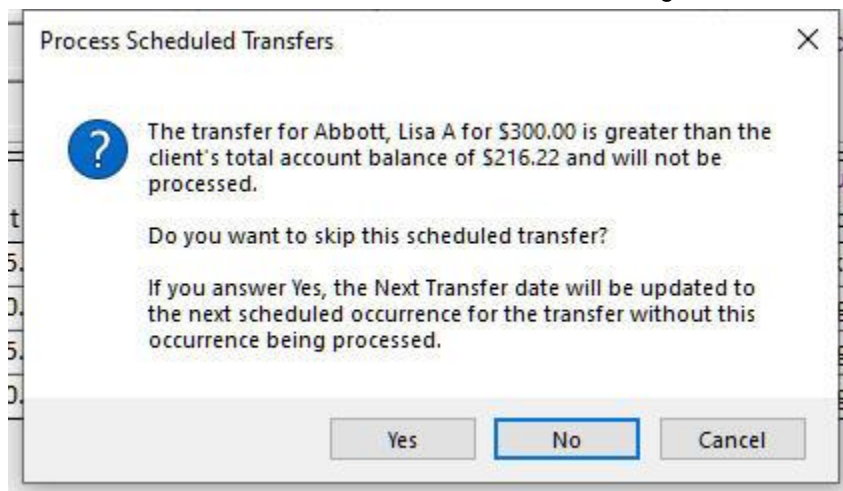 Process Scheduled Transfers
The transfer for Abbott, Lisa A for $300.00 is greater than the
client's total account balance of $216.22 and will not be
processed.
Do you want to skip this scheduled transfer?
If you answer Yes, the Next Transfer date will be updated to
the next scheduled occurrence for the transfer without this
occurrence being processed.
Yes No Cancel